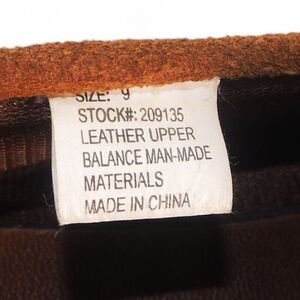 SIZE: 9
STOCK#: 209135
LEATHER UPPER
BALANCE MAN-MADE
MATERIALS
MADE IN CHINA